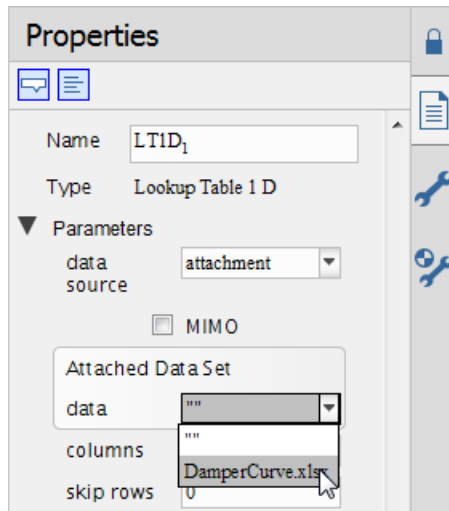 Properties
Name LT1D1
Type Lookup Table 1 D
Parameters
data source attachment
MIMO
Attached Data Set
data ""
""
columns
DamperCurve.xlsx
skip rows 0